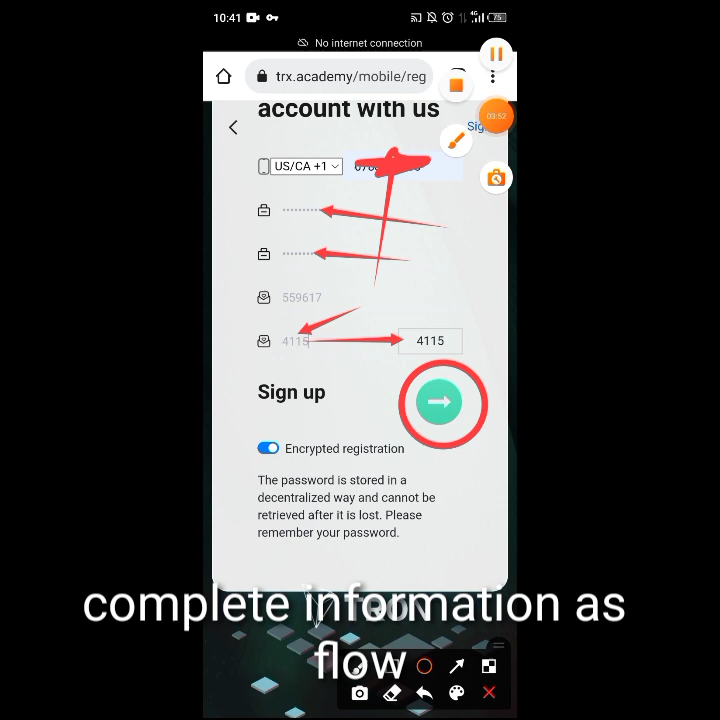 10:41
4G
75
No internet connection
trx.academy/mobile/reg
account with us
03:52
US/CA +1
559617
4115
4115
Sign up
Encrypted registration
The password is stored in a
decentralized way and cannot be
retrieved after it is lost. Please
remember your password.
complete information as
flow